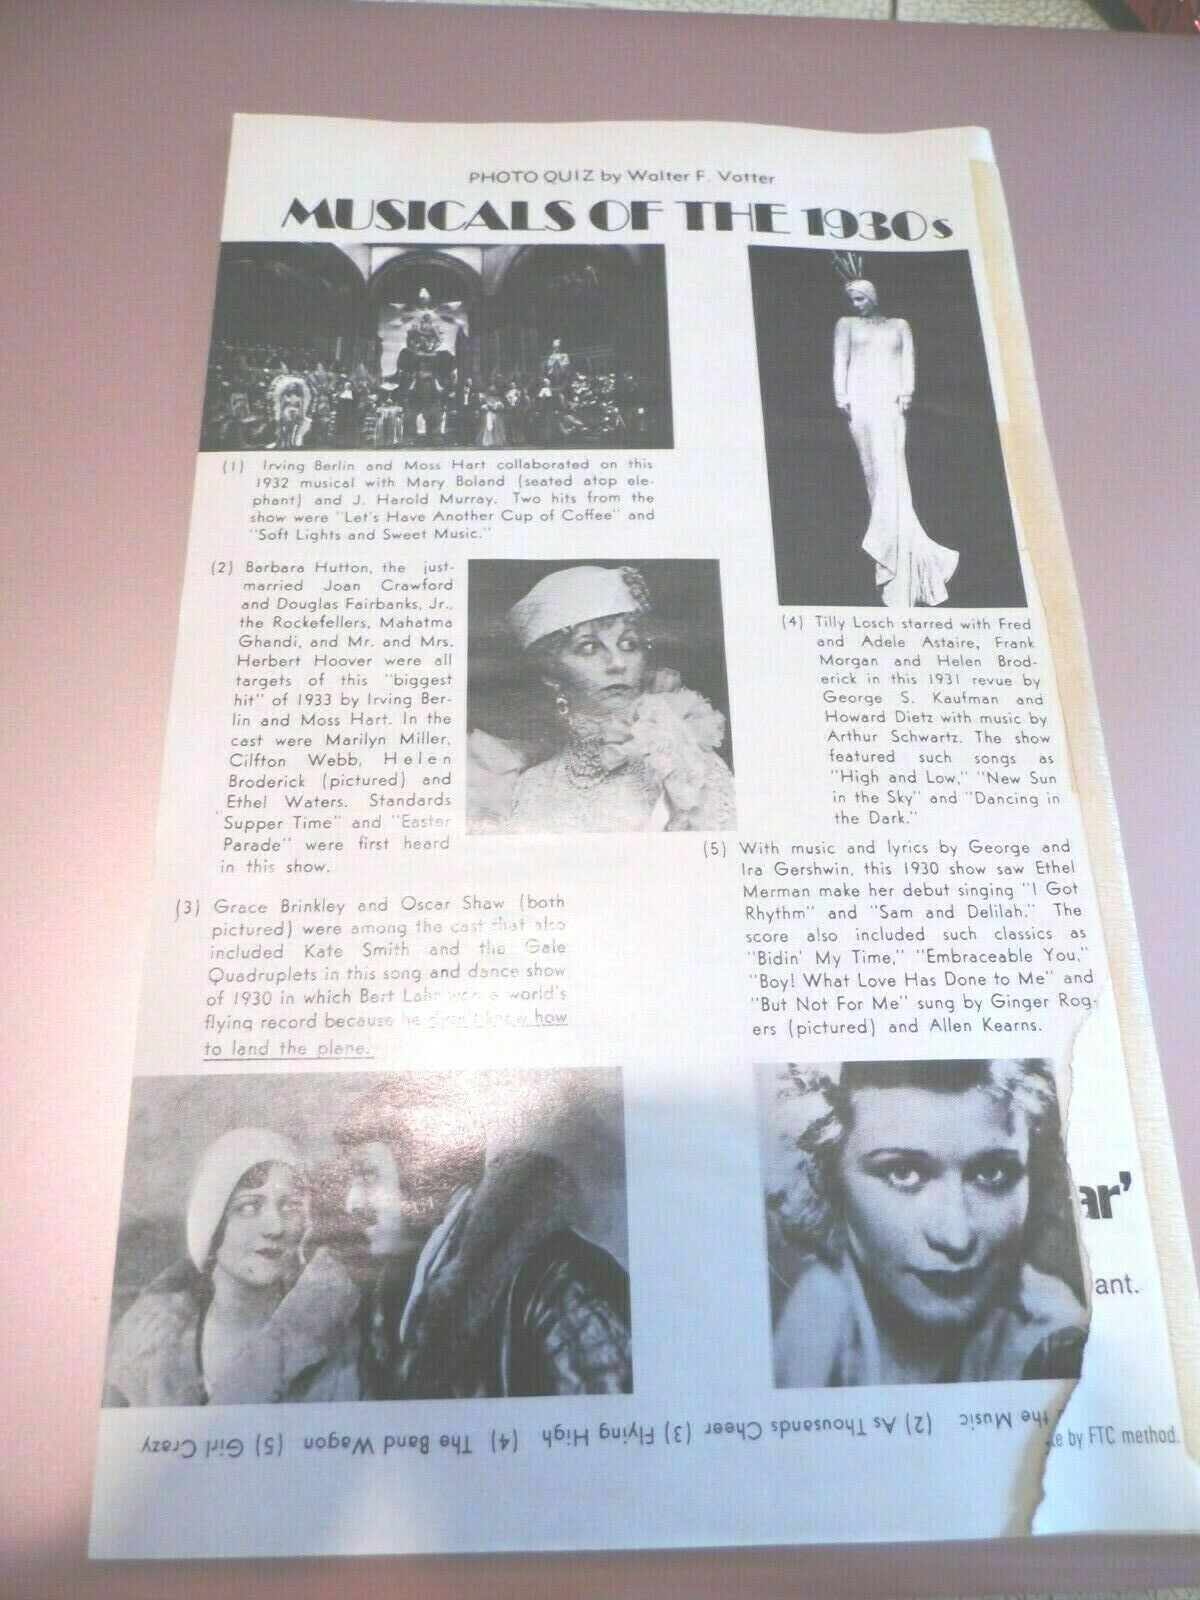 PHOTO QUIZ by Walter F. Vatter
MUSICALS OF THE 1930s
(1) Irving Berlin and Moss Hart collaborated on this
1932 musical with Mary Boland (seated atop ele-
phant) and J. Harold Murray. Two hits from the
show were "Let's Have Another Cup of Coffee" and
"Soft Lights and Sweet Music."
(2) Barbara Hutton, the just-
married Joan Crawford
and Douglas Fairbanks, Jr.,
the Rockefellers, Mahatma
Ghandi, and Mr. and Mrs.
Herbert Hoover were all
targets of this "biggest
hit" of 1933 by Irving Ber-
lin and Moss Hart. In the
cast were Marilyn Miller,
Cilfton Webb, Helen
Broderick (pictured) and
Ethel Waters. Standards
"Supper Time" and "Easter
Parade" were first heard
in this show.
(3) Grace Brinkley and Oscar Shaw (both
pictured) were among the cast that also
included Kate Smith and the Gale
Quadruplets in this song and dance show
of 1930 in which Bert Lahr won a world's
flying record because he didn't know how
to land the plane.
(4) Tilly Losch starred with Fred
and Adele Astaire, Frank
Morgan and Helen Brod-
erick in this 1931 revue by
George S. Kaufman and
Howard Dietz with music by
Arthur Schwartz. The show
featured such songs as
"High and Low," "New Sun
in the Sky" and "Dancing in
the Dark."
(5) With music and lyrics by George and
Ira Gershwin, this 1930 show saw Ethel
Merman make her debut singing "I Got
Rhythm" and "Sam and Delilah." The
score also included such classics as
"Bidin' My Time," "Embraceable You,"
"Boy! What Love Has Done to Me" and
"But Not For Me" sung by Ginger Rog-
ers (pictured) and Allen Kearns.
ar'
ant.
the Music (2) As Thousands Cheer (3) Flying High (4) The Band Wagon (5) Girl Crazy
by FTC method.